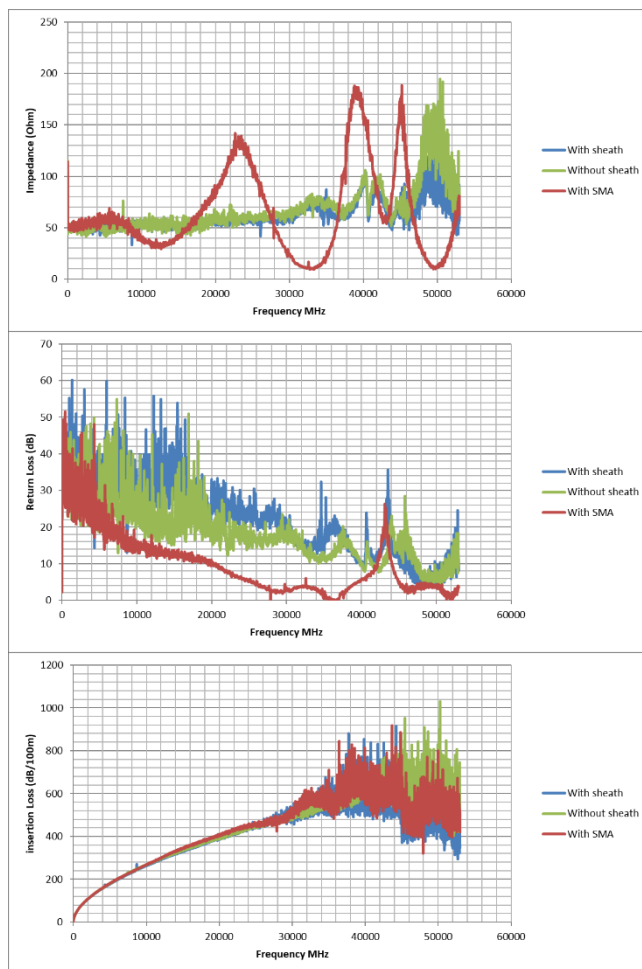 250
200
150
100
50
0
Impedance (Ohm)
0 10000 20000 30000 40000 50000 60000
Frequency MHz
With sheath
Without sheath
With SMA
70
60
50
40
30
20
10
0
Return Loss (dB)
0 10000 20000 30000 40000 50000 60000
Frequency MHz
With sheath
Without sheath
With SMA
1200
1000
800
600
400
200
0
insertion Loss (dB/100m)
0 10000 20000 30000 40000 50000 60000
Frequency MHz
With sheath
Without sheath
With SMA